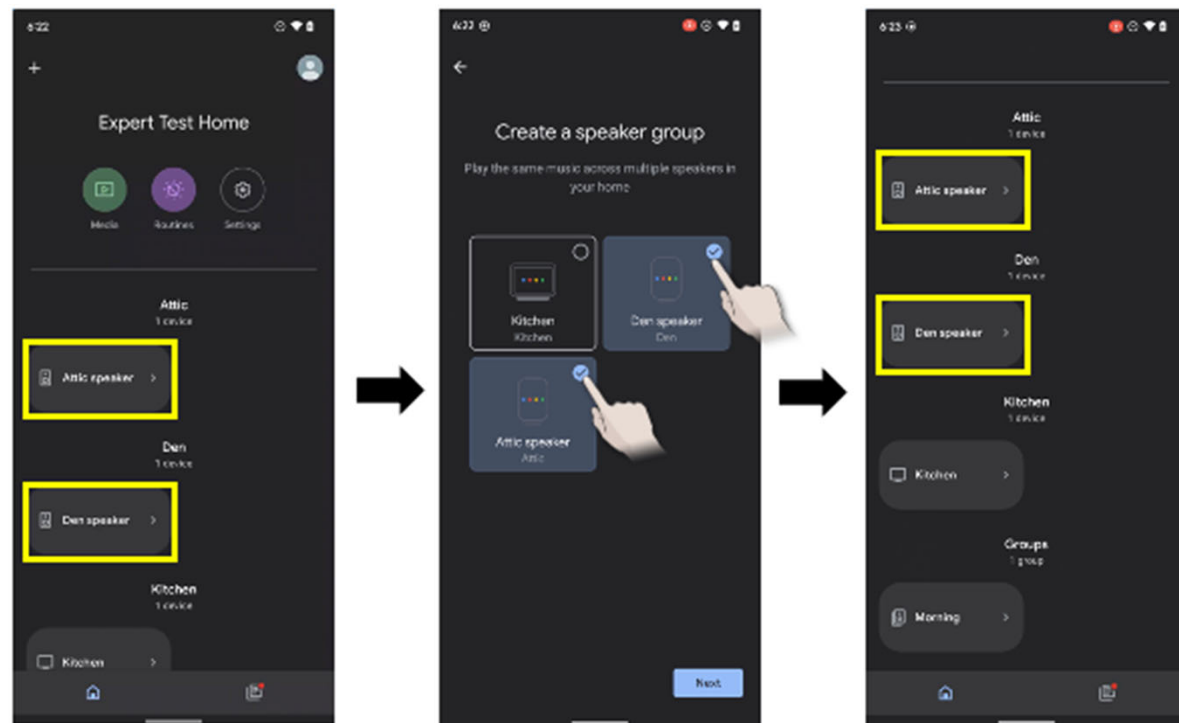 6:22
Expert Test Home
Media
Routines
Settings
Attic
1 device
Attic speaker
Den
1 device
Den speaker
Kitchen
1 device
Kitchen
6:22
Create a speaker group
Play the same music across multiple speakers in
your home
Kitchen
Kitchen
Den speaker
Den
Attic speaker
Attic
Next
6:23
Attic
1 device
Attic speaker
Den
1 device
Den speaker
Kitchen
1 device
Kitchen
Groups
1 group
Morning